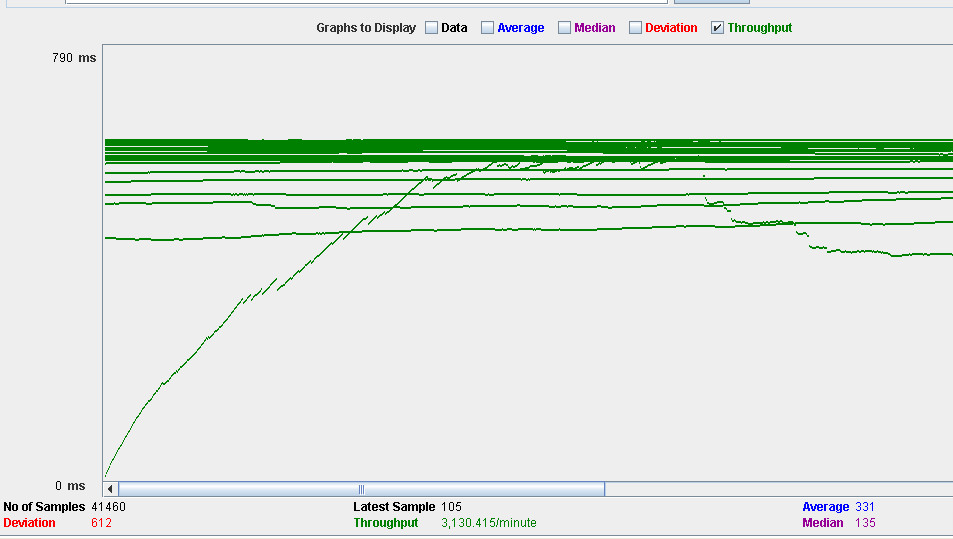 Graphs to Display Data Average Median Deviation Throughput
790 ms
0 ms
No of Samples 41460 Latest Sample 105 Average 331
Deviation 612 Throughput 3,130.415/minute Median 135